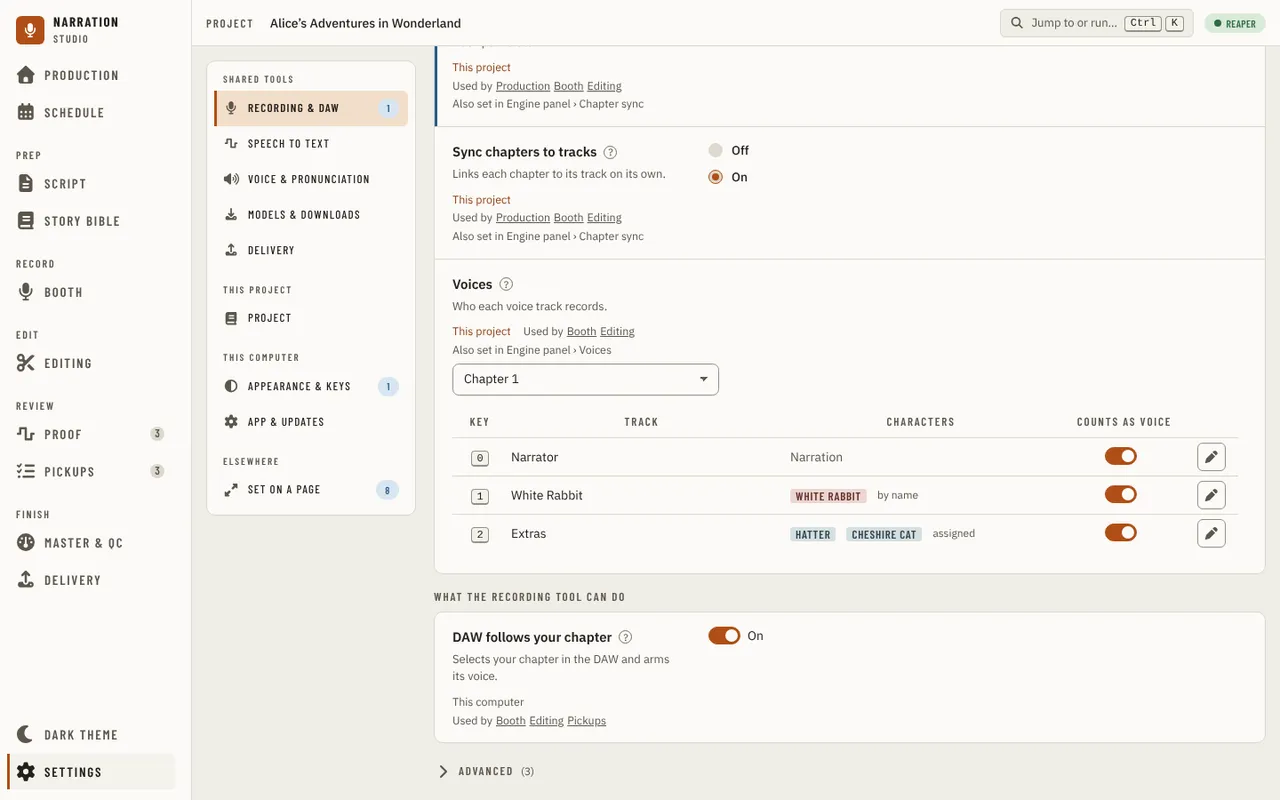 NARRATION
STUDIO
PRODUCTION
SCHEDULE
PREP
SCRIPT
STORY BIBLE
RECORD
BOOTH
EDIT
EDITING
REVIEW
PROOF 3
PICKUPS 3
FINISH
MASTER & QC
DELIVERY
DARK THEME
SETTINGS
PROJECT Alice’s Adventures in Wonderland
Jump to or run... Ctrl K
REAPER
SHARED TOOLS
RECORDING & DAW 1
SPEECH TO TEXT
VOICE & PRONUNCIATION
MODELS & DOWNLOADS
DELIVERY
THIS PROJECT
PROJECT
THIS COMPUTER
APPEARANCE & KEYS 1
APP & UPDATES
ELSEWHERE
SET ON A PAGE 8
This project
Used by Production Booth Editing
Also set in Engine panel › Chapter sync
Sync chapters to tracks ?
Off
Links each chapter to its track on its own.
On
This project
Used by Production Booth Editing
Also set in Engine panel › Chapter sync
Voices ?
Who each voice track records.
This project Used by Booth Editing
Also set in Engine panel › Voices
Chapter 1
KEY TRACK CHARACTERS COUNTS AS VOICE
0 Narrator Narration
1 White Rabbit WHITE RABBIT by name
2 Extras HATTER CHESHIRE CAT assigned
WHAT THE RECORDING TOOL CAN DO
DAW follows your chapter ?
On
Selects your chapter in the DAW and arms
its voice.
This computer
Used by Booth Editing Pickups
ADVANCED (3)